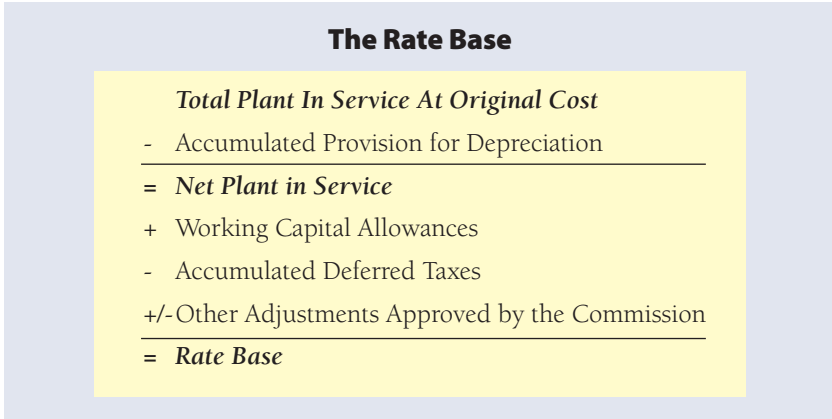 The Rate Base
Total Plant In Service At Original Cost
- Accumulated Provision for Depreciation
= Net Plant in Service
+ Working Capital Allowances
- Accumulated Deferred Taxes
+/-Other Adjustments Approved by the Commission
= Rate Base